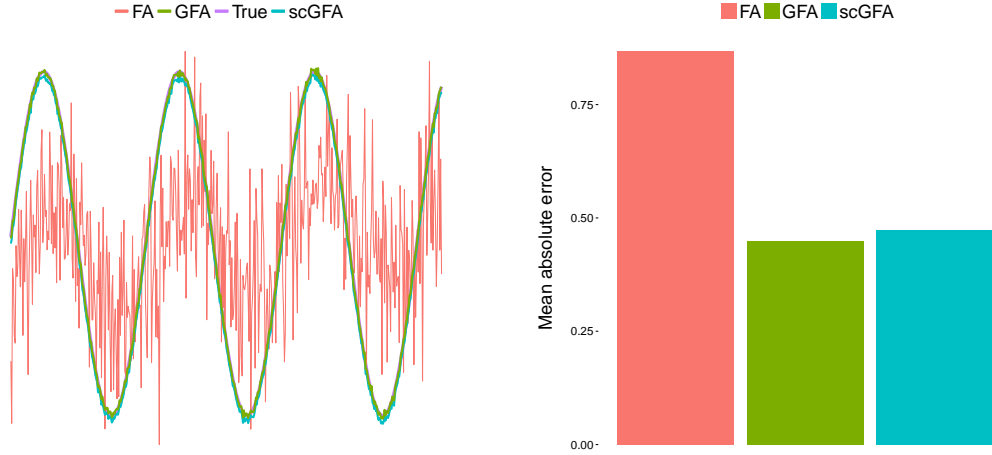 FA GFA True scGFA
FA GFA scGFA
Mean absolute error
0.75
0.50
0.25
0.00